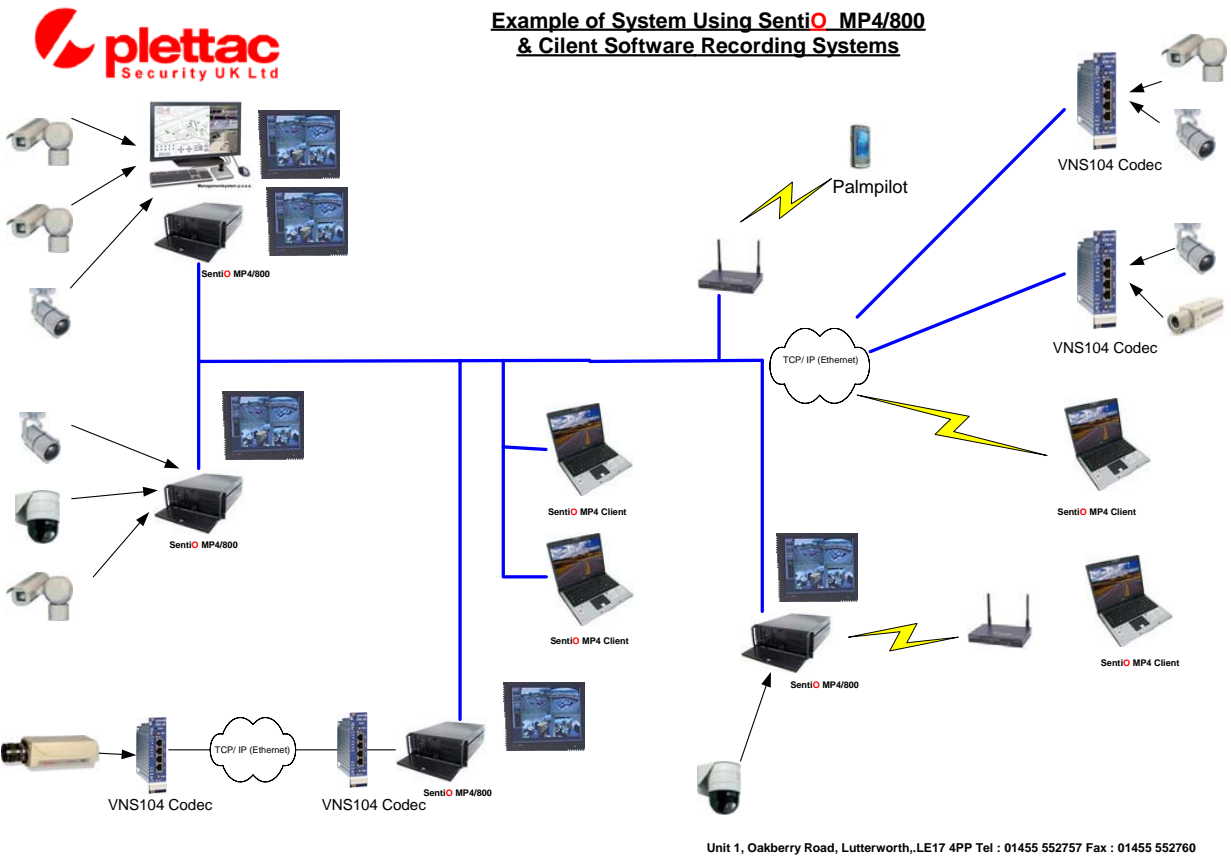 plettac
Security UK Ltd
Example of System Using SentiO MP4/800
& Cilent Software Recording Systems
Managementsystem p.o.s.a.
SentiO MP4/800
Palmpilot
VNS104 Codec
VNS104 Codec
TCP/ IP (Ethernet)
SentiO MP4/800
SentiO MP4 Client
SentiO MP4 Client
SentiO MP4 Client
SentiO MP4/800
SentiO MP4 Client
TCP/ IP (Ethernet)
VNS104 Codec
VNS104 Codec
SentiO MP4/800
Unit 1, Oakberry Road, Lutterworth,.LE17 4PP Tel : 01455 552757 Fax : 01455 552760